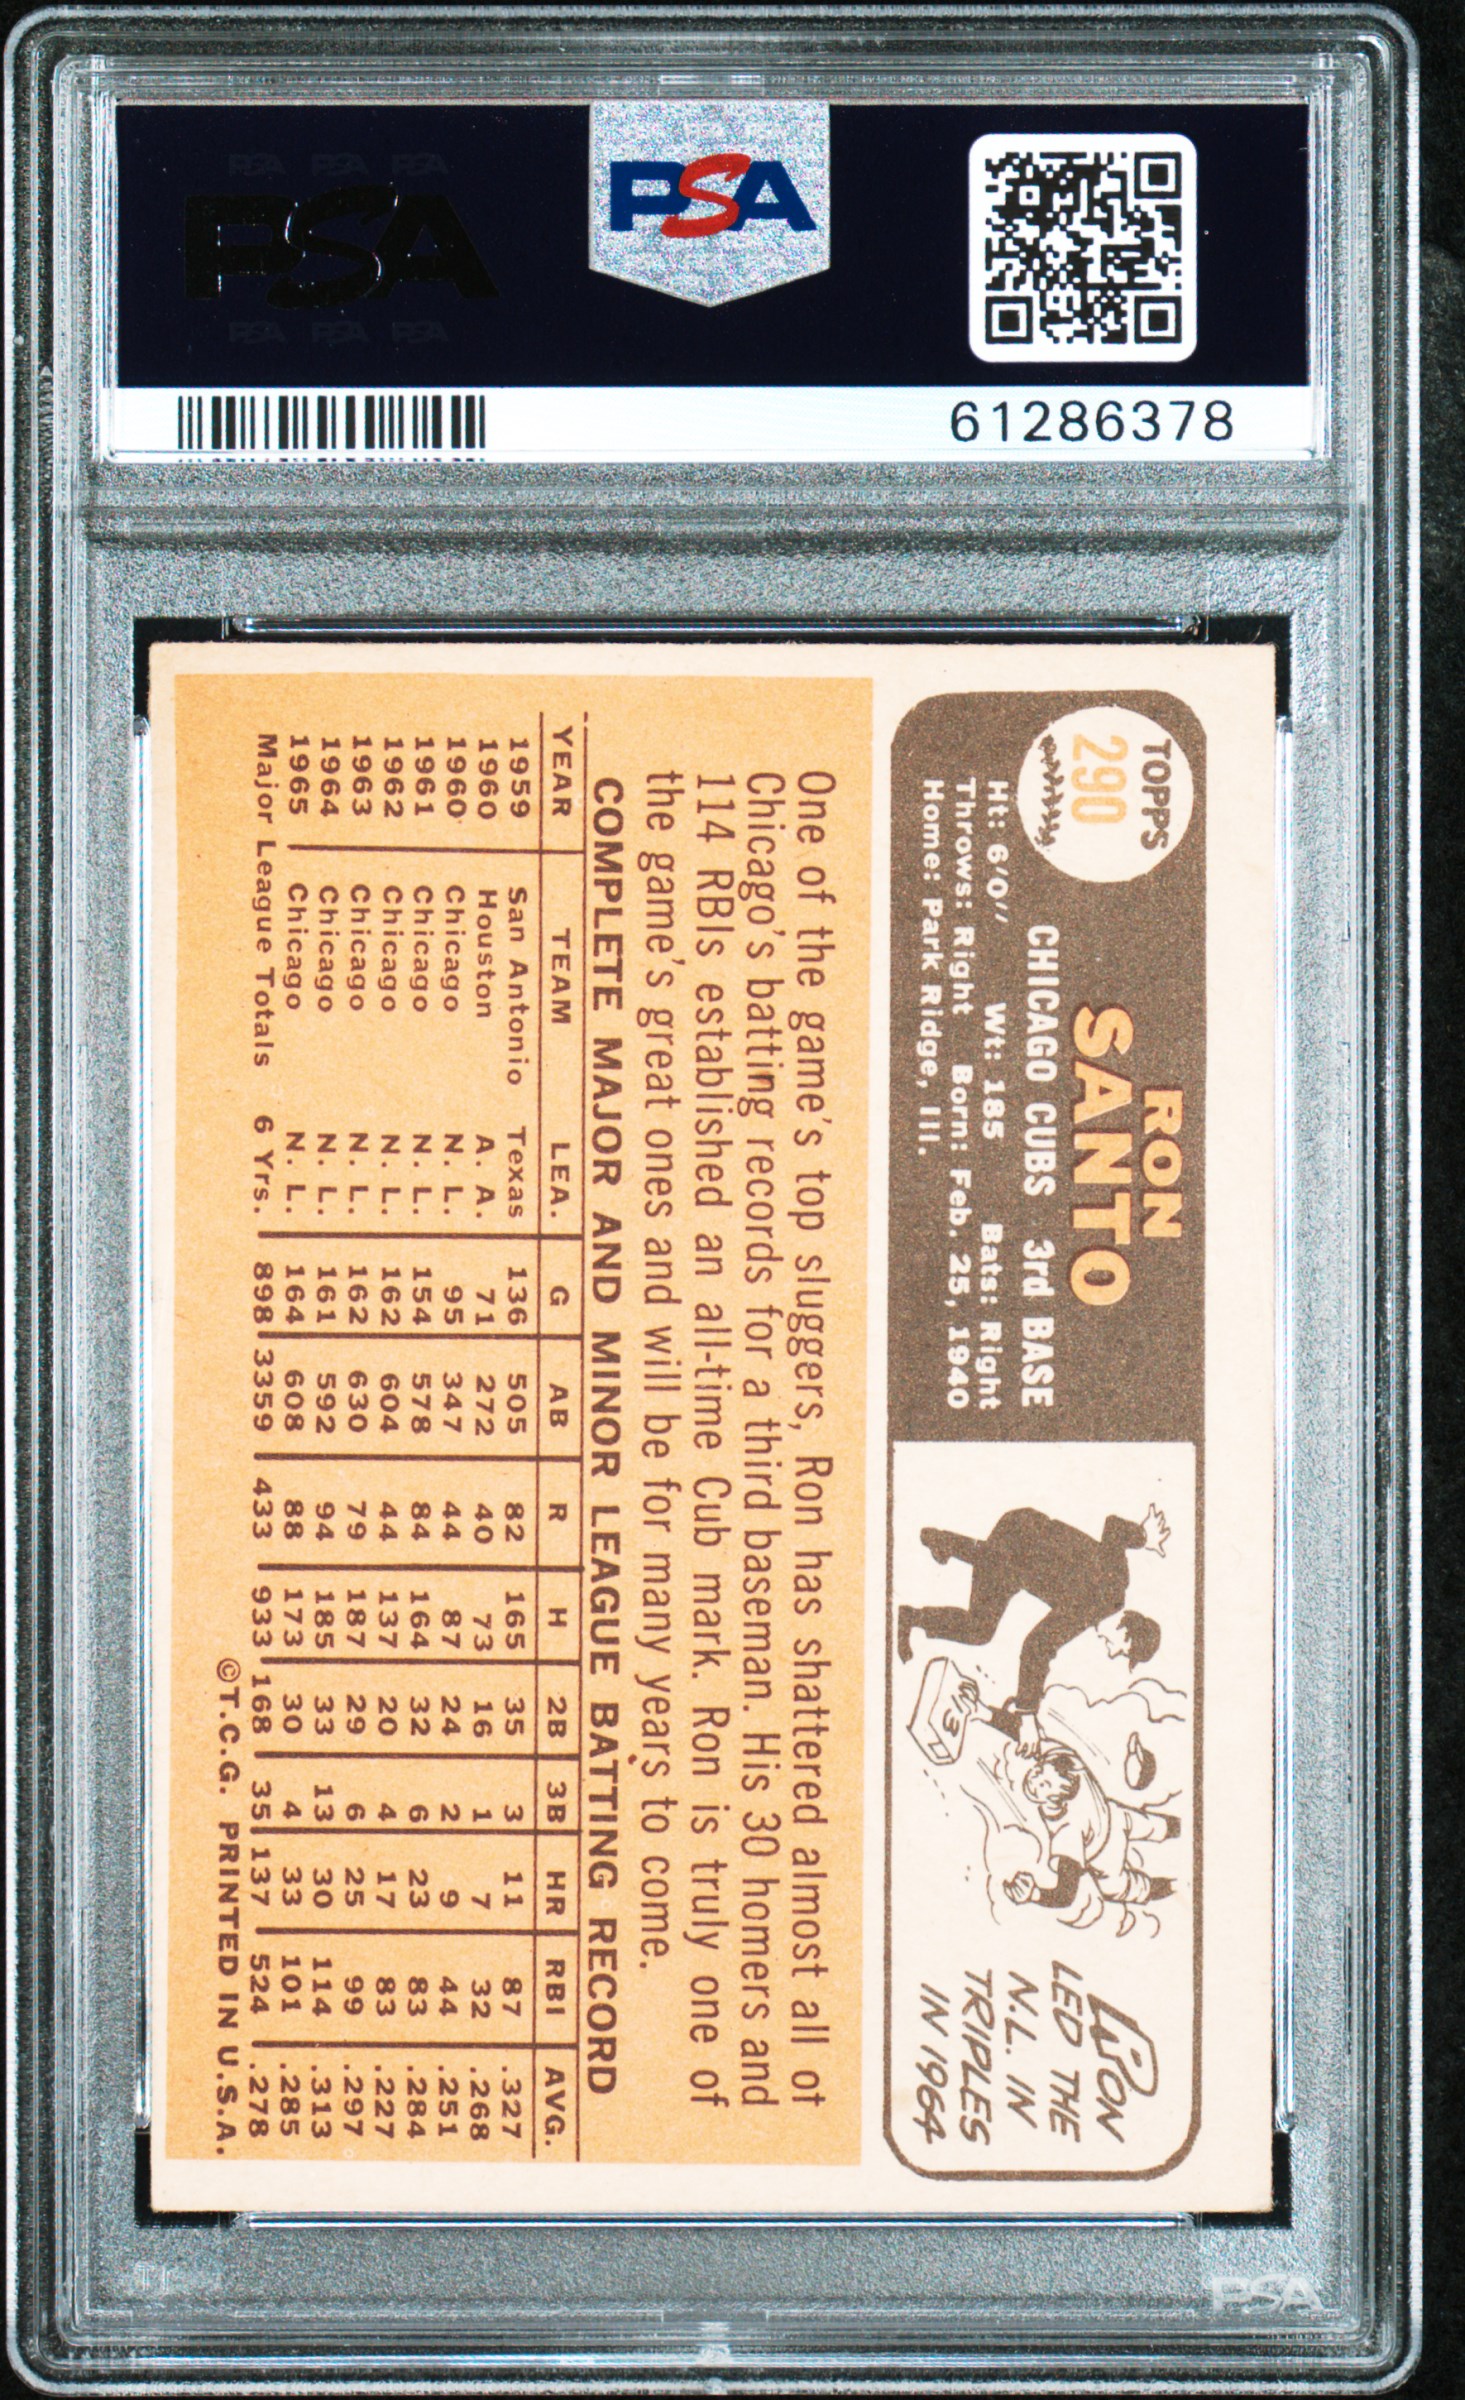 PSA PSA PSA
PSA
PSA PSA PSA
PSA
61286378
TOPPS
290
RON
SANTO
CHICAGO CUBS 3rd BASE
Ht: 6'0" Wt: 185 Bats: Right
Throws: Right Born: Feb. 25, 1940
Home: Park Ridge, Ill.
3
RON
LED THE
N.L. IN
TRIPLES
IN 1964
One of the game's top sluggers, Ron has shattered almost all of
Chicago's batting records for a third baseman. His 30 homers and
114 RBIs established an all-time Cub mark. Ron is truly one of
the game's great ones and will be for many years to come.
COMPLETE MAJOR AND MINOR LEAGUE BATTING RECORD
YEAR TEAM LEA. G AB R H 2B 3B HR RBI AVG.
1959 San Antonio Texas 136 505 82 165 35 3 11 87 .327
1960 Houston A. A. 71 272 40 73 16 1 7 32 .268
1960 Chicago N. L. 95 347 44 87 24 2 9 44 .251
1961 Chicago N. L. 154 578 84 164 32 6 23 83 .284
1962 Chicago N. L. 162 604 44 137 20 4 17 83 .227
1963 Chicago N. L. 162 630 79 187 29 6 25 99 .297
1964 Chicago N. L. 161 592 94 185 33 13 30 114 .313
1965 Chicago N. L. 164 608 88 173 30 4 33 101 .285
Major League Totals 6 Yrs. 898 3359 433 933 168 35 137 524 .278
©T.C.G. PRINTED IN U.S.A.
PSA